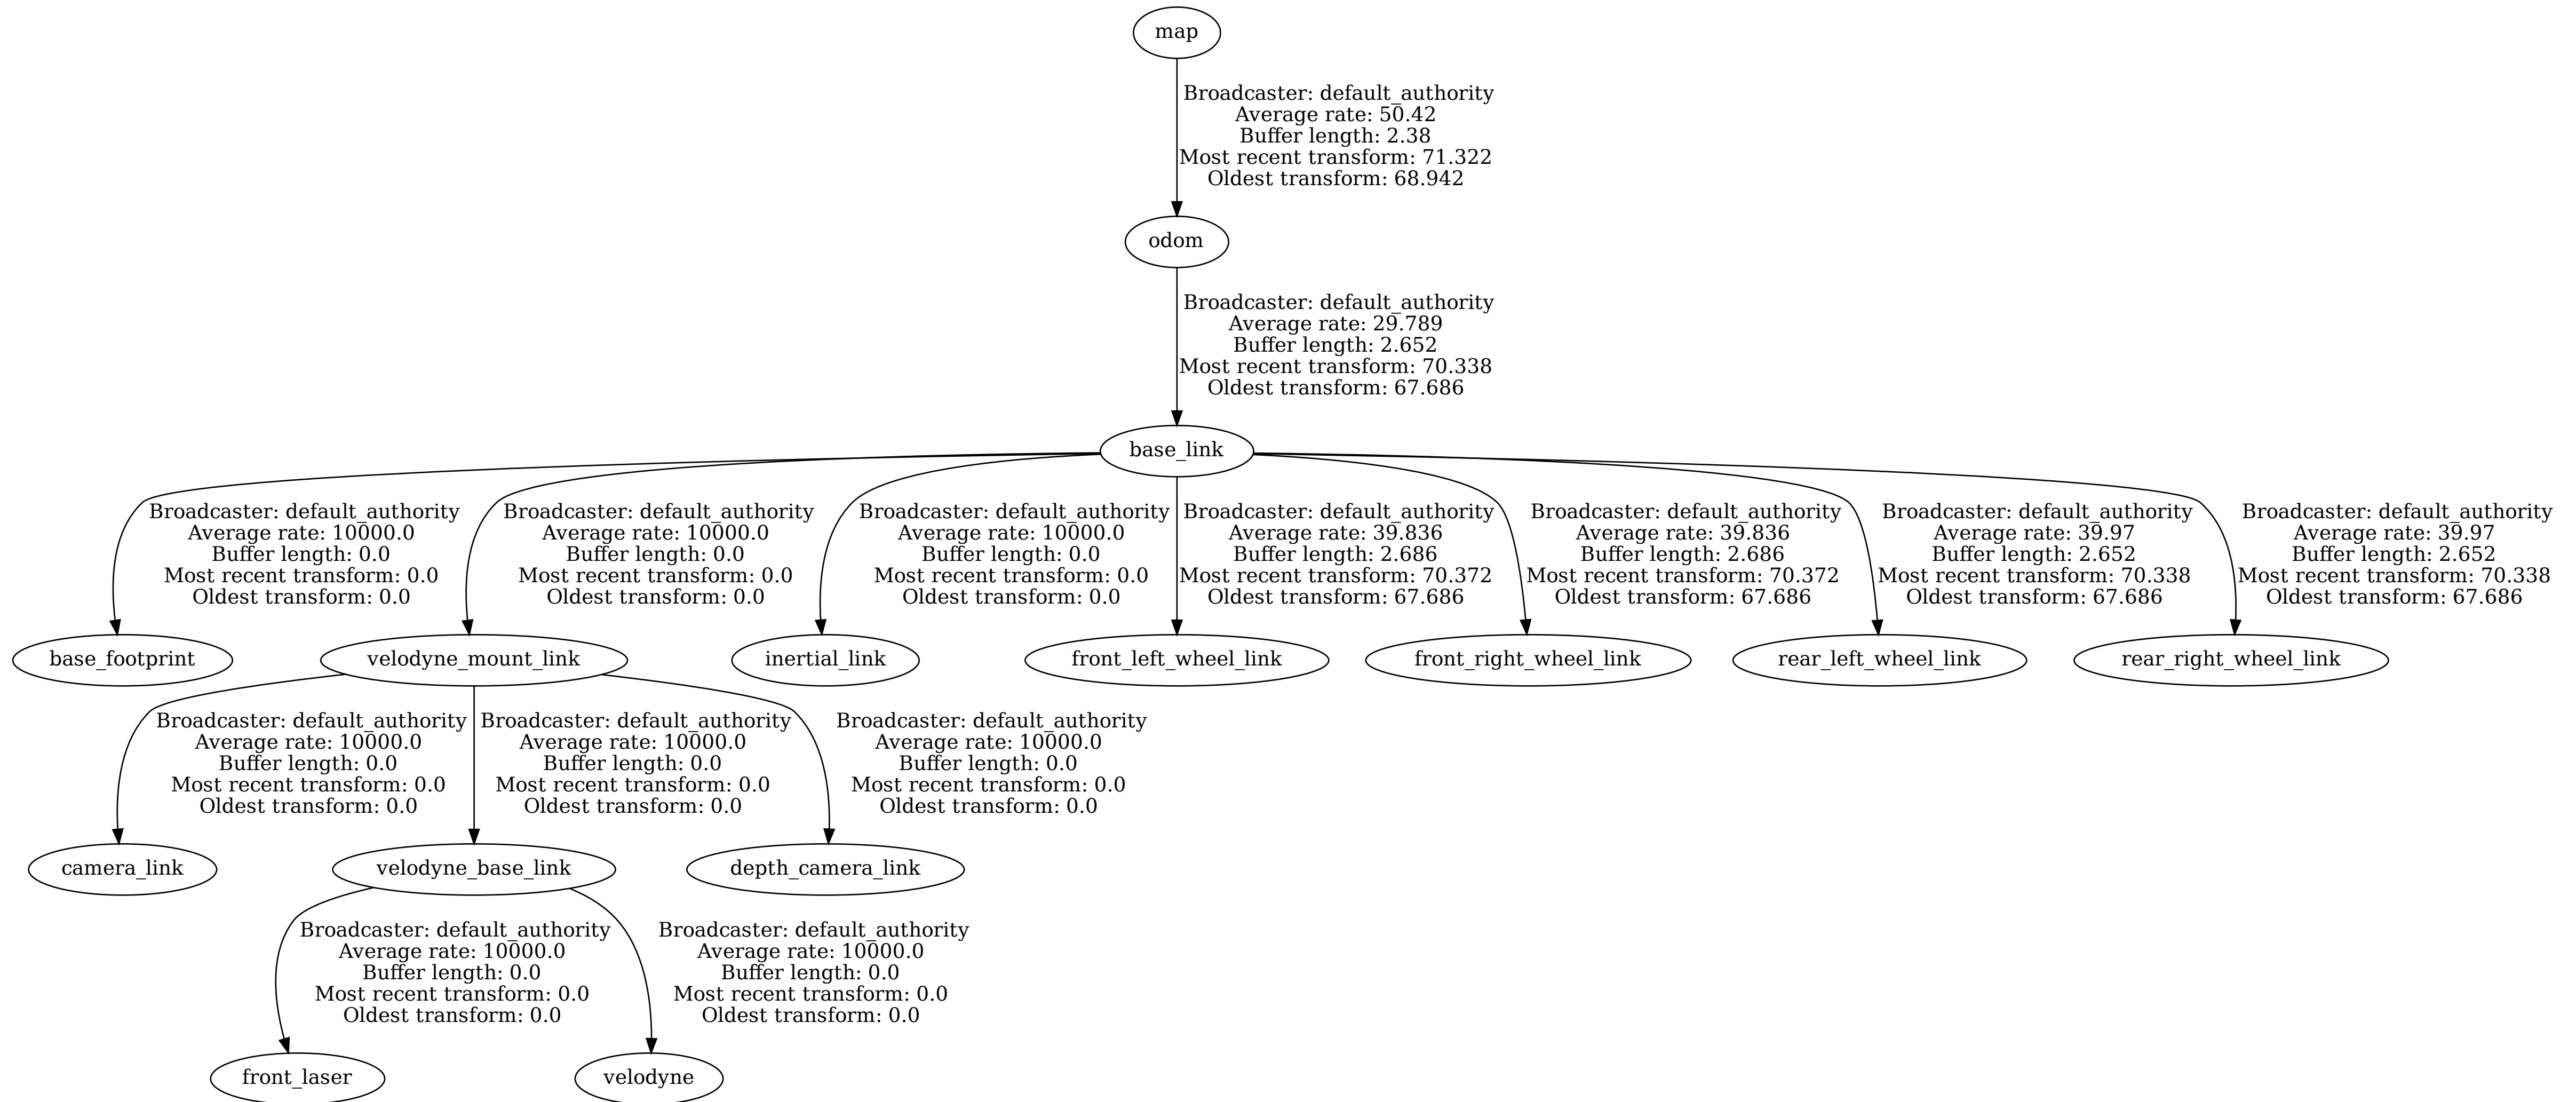 map
Broadcaster: default_authority
Average rate: 50.42
Buffer length: 2.38
Most recent transform: 71.322
Oldest transform: 68.942
odom
Broadcaster: default_authority
Average rate: 29.789
Buffer length: 2.652
Most recent transform: 70.338
Oldest transform: 67.686
base_link
Broadcaster: default_authority
Average rate: 10000.0
Buffer length: 0.0
Most recent transform: 0.0
Oldest transform: 0.0
Broadcaster: default_authority
Average rate: 10000.0
Buffer length: 0.0
Most recent transform: 0.0
Oldest transform: 0.0
Broadcaster: default_authority
Average rate: 10000.0
Buffer length: 0.0
Most recent transform: 0.0
Oldest transform: 0.0
Broadcaster: default_authority
Average rate: 39.836
Buffer length: 2.686
Most recent transform: 70.372
Oldest transform: 67.686
Broadcaster: default_authority
Average rate: 39.836
Buffer length: 2.686
Most recent transform: 70.372
Oldest transform: 67.686
Broadcaster: default_authority
Average rate: 39.97
Buffer length: 2.652
Most recent transform: 70.338
Oldest transform: 67.686
Broadcaster: default_authority
Average rate: 39.97
Buffer length: 2.652
Most recent transform: 70.338
Oldest transform: 67.686
base_footprint
velodyne_mount_link
inertial_link
front_left_wheel_link
front_right_wheel_link
rear_left_wheel_link
rear_right_wheel_link
Broadcaster: default_authority
Average rate: 10000.0
Buffer length: 0.0
Most recent transform: 0.0
Oldest transform: 0.0
Broadcaster: default_authority
Average rate: 10000.0
Buffer length: 0.0
Most recent transform: 0.0
Oldest transform: 0.0
Broadcaster: default_authority
Average rate: 10000.0
Buffer length: 0.0
Most recent transform: 0.0
Oldest transform: 0.0
camera_link
velodyne_base_link
depth_camera_link
Broadcaster: default_authority
Average rate: 10000.0
Buffer length: 0.0
Most recent transform: 0.0
Oldest transform: 0.0
Broadcaster: default_authority
Average rate: 10000.0
Buffer length: 0.0
Most recent transform: 0.0
Oldest transform: 0.0
front_laser
velodyne